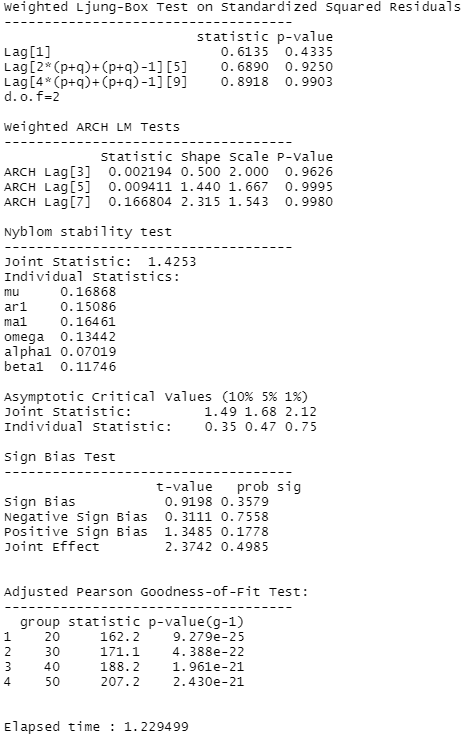 Weighted Ljung-Box Test on Standardized Squared Residuals
------------------------------------
                        statistic p-value
Lag[1]                     0.6135  0.4335
Lag[2*(p+q)+(p+q)-1][5]    0.6890  0.9250
Lag[4*(p+q)+(p+q)-1][9]    0.8918  0.9903
d.o.f=2
Weighted ARCH LM Tests
------------------------------------
            Statistic Shape Scale P-Value
ARCH Lag[3]  0.002194 0.500 2.000  0.9626
ARCH Lag[5]  0.009411 1.440 1.667  0.9995
ARCH Lag[7]  0.166804 2.315 1.543  0.9980
Nyblom stability test
------------------------------------
Joint Statistic:  1.4253
Individual Statistics:
mu     0.16868
ar1    0.15086
ma1    0.16461
omega  0.13442
alpha1 0.07019
beta1  0.11746
Asymptotic Critical Values (10% 5% 1%)
Joint Statistic:         1.49 1.68 2.12
Individual Statistic:    0.35 0.47 0.75
Sign Bias Test
------------------------------------
                   t-value   prob sig
Sign Bias           0.9198 0.3579
Negative Sign Bias  0.3111 0.7558
Positive Sign Bias  1.3485 0.1778
Joint Effect        2.3742 0.4985
Adjusted Pearson Goodness-of-Fit Test:
------------------------------------
  group statistic p-value(g-1)
1    20     162.2    9.279e-25
2    30     171.1    4.388e-22
3    40     188.2    1.961e-21
4    50     207.2    2.430e-21
Elapsed time : 1.229499